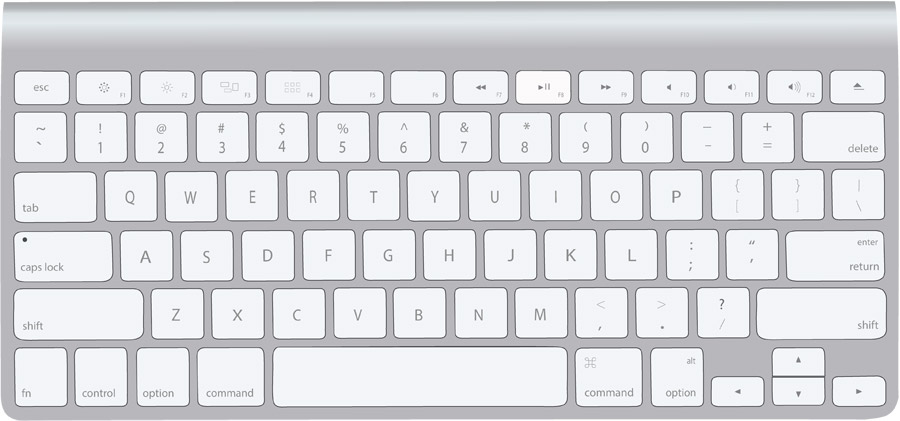 esc F1 F2 F3 F4 F5 F6 F7 F8 F9 F10 F11 F12
~ ! @ # $ % ^ & * ( ) — +
` 1 2 3 4 5 6 7 8 9 0 - = delete
tab Q W E R T Y U I O P { } |
[ ] \
caps lock A S D F G H J K L : “ enter
; , return
shift Z X C V B N M < > ? shift
, . /
⌘ alt
fn control option command command option